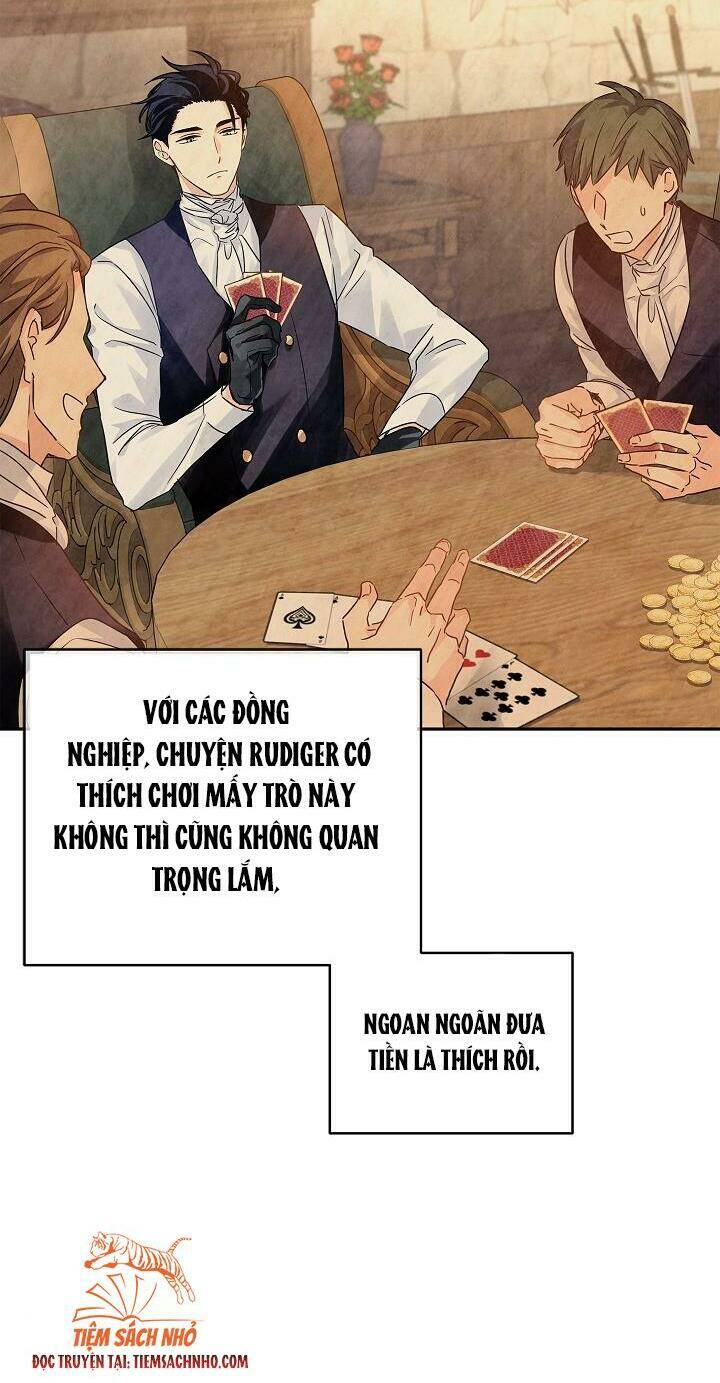 VỚI CÁC ĐỒNG
NGHIỆP, CHUYỆN RUDIGER CÓ
THÍCH CHƠI MẤY TRÒ NÀY
KHÔNG THÌ CŨNG KHÔNG QUAN
TRỌNG LẮM,
NGOAN NGOÃN ĐƯA
TIỀN LÀ THÍCH RỒI.
TIỆM SÁCH NHỎ
ĐỌC TRUYỆN TẠI: TIEMSACHNHO.COM